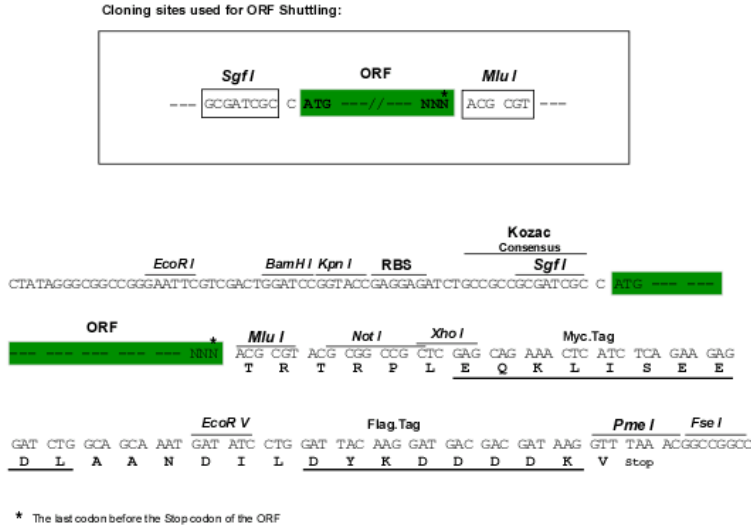 Cloning sites used for ORF Shuttling:
Sgf I ORF Mlu I
--- GCGATCGC C ATG ---//--- NNN* ACG CGT ---
Kozac
Consensus
EcoR I BamH I Kpn I RBS Sgf I
CTATAGGGCGGCCGGGAATTCGTCGACTGGATCCGGTACCGAGGAGATCTGCCGCCGCGATCGC C ATG --- ---
ORF Mlu I Not I Xho I Myc.Tag
--- --- --- --- --- --- NNN* ACG CGT ACG CGG CCG CTC GAG CAG AAA CTC ATC TCA GAA GAG
T R T R P L E Q K L I S E E
EcoR V Flag.Tag Pme I Fse I
GAT CTG GCA GCA AAT GAT ATC CTG GAT TAC AAG GAT GAC GAC GAT AAG GTT TAA ACGGCCGGCC
D L A A N D I L D Y K D D D D K V Stop
* The last codon before the Stop codon of the ORF